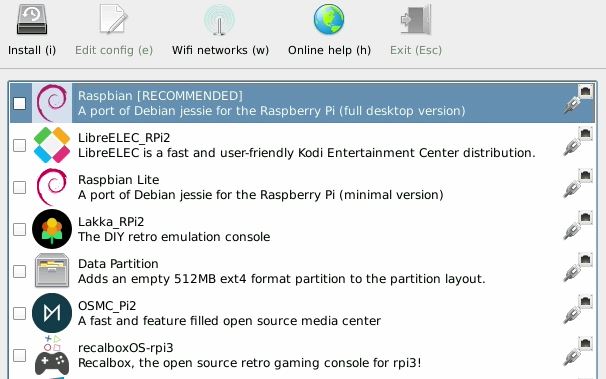 Install (i) Edit config (e) Wifi networks (w) Online help (h) Exit (Esc)
Raspbian [RECOMMENDED]
A port of Debian jessie for the Raspberry Pi (full desktop version)
LibreELEC_RPi2
LibreELEC is a fast and user-friendly Kodi Entertainment Center distribution.
Raspbian Lite
A port of Debian jessie for the Raspberry Pi (minimal version)
Lakka_RPi2
The DIY retro emulation console
Data Partition
Adds an empty 512MB ext4 format partition to the partition layout.
OSMC_Pi2
A fast and feature filled open source media center
recalboxOS-rpi3
Recalbox, the open source retro gaming console for rpi3!